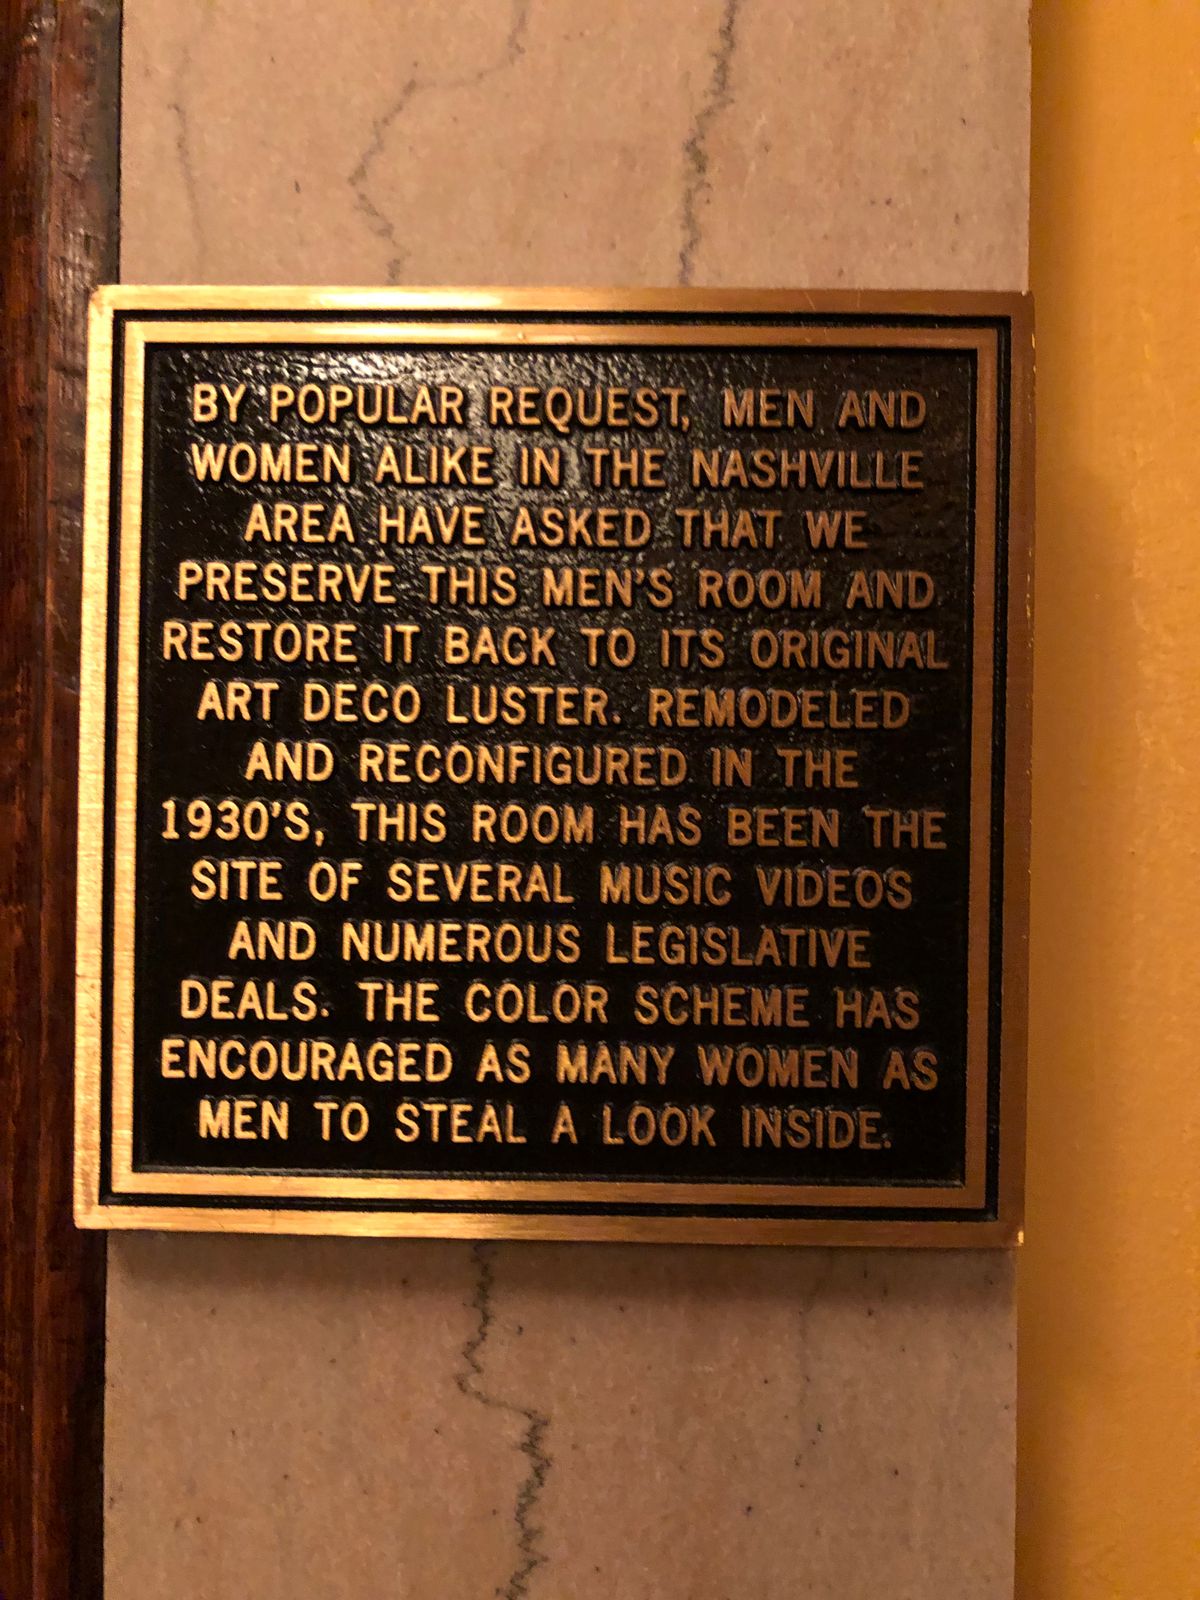 BY POPULAR REQUEST, MEN AND
WOMEN ALIKE IN THE NASHVILLE
AREA HAVE ASKED THAT WE
PRESERVE THIS MEN'S ROOM AND
RESTORE IT BACK TO ITS ORIGINAL
ART DECO LUSTER. REMODELED
AND RECONFIGURED IN THE
1930'S, THIS ROOM HAS BEEN THE
SITE OF SEVERAL MUSIC VIDEOS
AND NUMEROUS LEGISLATIVE
DEALS. THE COLOR SCHEME HAS
ENCOURAGED AS MANY WOMEN AS
MEN TO STEAL A LOOK INSIDE.